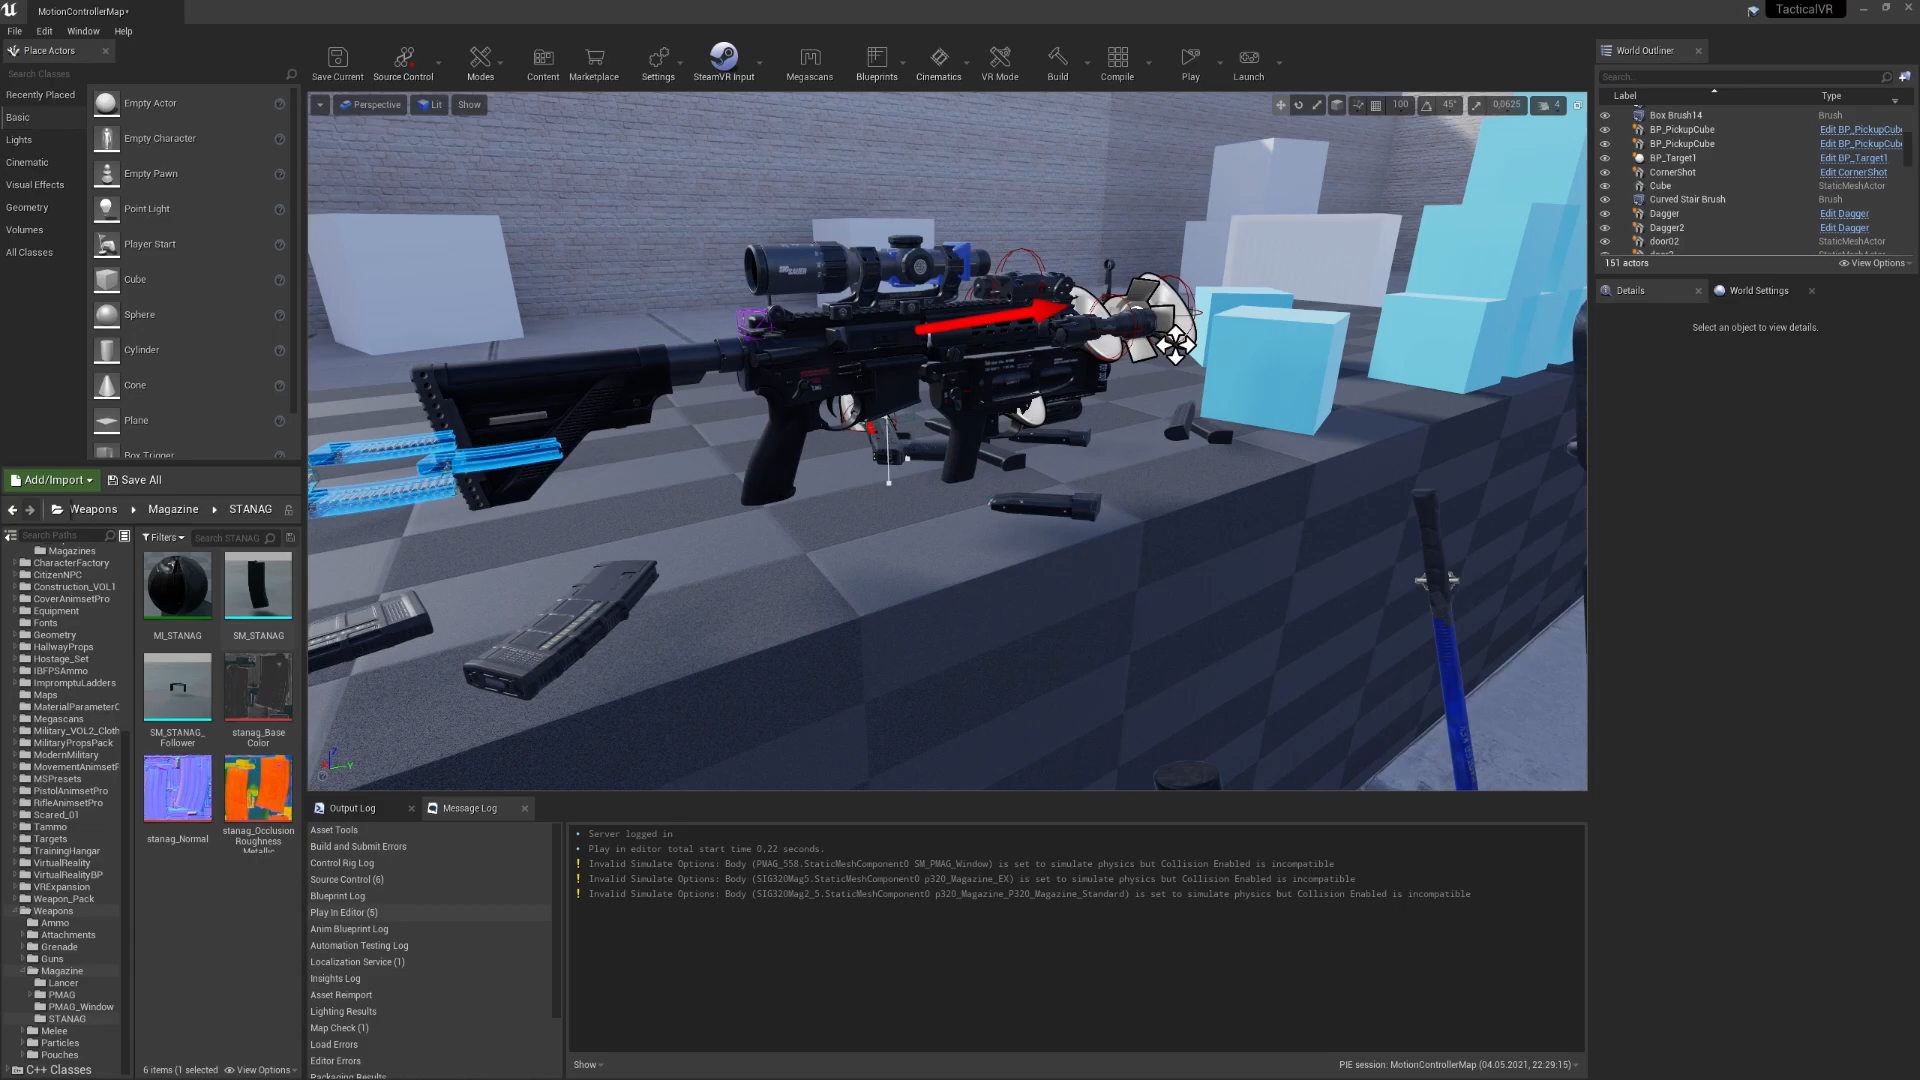 MotionControllerMap*
TacticalVR
File Edit Window Help
Place Actors
Search Classes
Recently Placed
Basic
Lights
Cinematic
Visual Effects
Geometry
Volumes
All Classes
Empty Actor
Empty Character
Empty Pawn
Point Light
Player Start
Cube
Sphere
Cylinder
Cone
Plane
Box Trigger
Save Current
Source Control
Modes
Content
Marketplace
Settings
SteamVR Input
Megascans
Blueprints
Cinematics
VR Mode
Build
Compile
Play
Launch
Perspective Lit Show
100 45° 0,0625 4
SIG SAUER
World Outliner
Search...
Label Type
Box Brush14 Brush
BP_PickupCube Edit BP_PickupCube
BP_PickupCube Edit BP_PickupCube
BP_Target1 Edit BP_Target1
CornerShot Edit CornerShot
Cube StaticMeshActor
Curved Stair Brush Brush
Dagger Edit Dagger
Dagger2 Edit Dagger
door02 StaticMeshActor
151 actors View Options
Details World Settings
Select an object to view details.
Add/Import Save All
Weapons Magazine STANAG
Search Paths
Filters Search STANAG
Magazines
CharacterFactory
CitizenNPC
Construction_VOL1
CoverAnimsetPro
Equipment
Fonts
Geometry
HallwayProps
Hostage_Set
IBFPSAmmo
ImpromptuLadders
Maps
MaterialParameterC
Megascans
Military_VOL2_Cloth
MilitaryPropsPack
ModernMilitary
MovementAnimsetP
MSPresets
PistolAnimsetPro
RifleAnimsetPro
Scared_01
Tammo
Targets
TrainingHangar
VirtualReality
VirtualRealityBP
VRExpansion
Weapon_Pack
Weapons
Ammo
Attachments
Grenade
Guns
Magazine
Lancer
PMAG
PMAG_Window
STANAG
Melee
Particles
Pouches
C++ Classes
MI_STANAG
SM_STANAG
SM_STANAG_
Follower
stanag_Base
Color
stanag_Normal
stanag_Occlusion
Roughness
Metallic
6 items (1 selected View Options
Output Log Message Log
Asset Tools
Build and Submit Errors
Control Rig Log
Source Control (6)
Blueprint Log
Play In Editor (5)
Anim Blueprint Log
Automation Testing Log
Localization Service (1)
Insights Log
Asset Reimport
Lighting Results
Map Check (1)
Load Errors
Editor Errors
Packaging Results
Server logged in
Play in editor total start time 0,22 seconds.
Invalid Simulate Options: Body (PMAG_558.StaticMeshComponent0 SM_PMAG_Window) is set to simulate physics but Collision Enabled is incompatible
Invalid Simulate Options: Body (SIG320Mag5.StaticMeshComponent0 p320_Magazine_EX) is set to simulate physics but Collision Enabled is incompatible
Invalid Simulate Options: Body (SIG320Mag2_5.StaticMeshComponent0 p320_Magazine_P320_Magazine_Standard) is set to simulate physics but Collision Enabled is incompatible
Show
PIE session: MotionControllerMap (04.05.2021, 22:29:15)